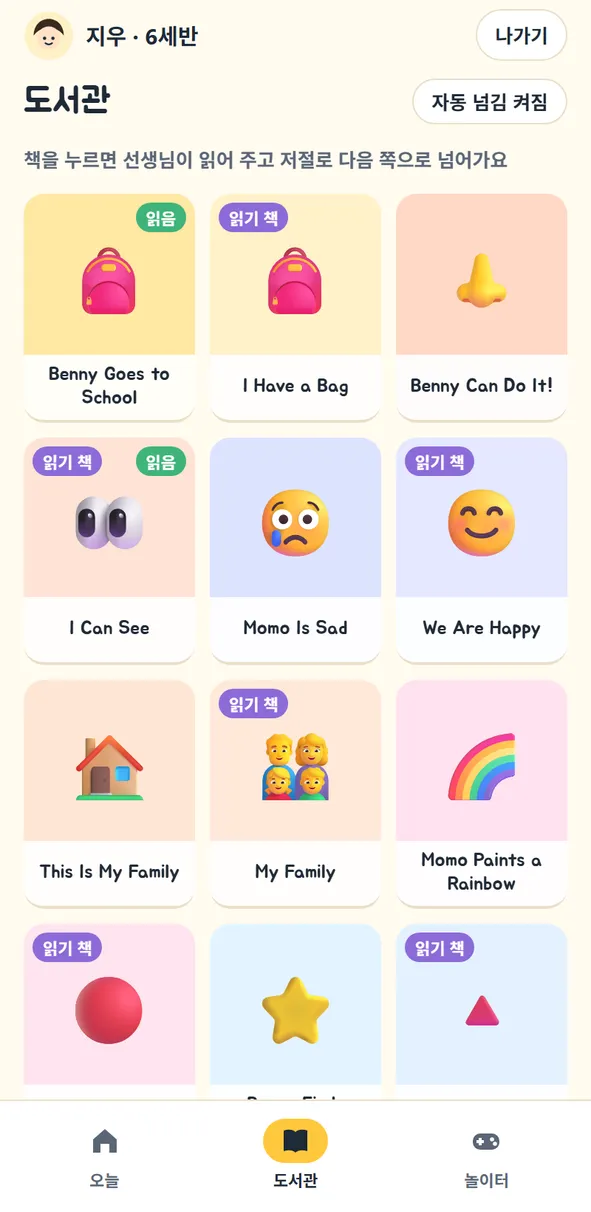 지우 · 6세반
나가기
도서관
자동 넘김 켜짐
책을 누르면 선생님이 읽어 주고 저절로 다음 쪽으로 넘어가요
읽음
Benny Goes to
School
읽기 책
I Have a Bag
Benny Can Do It!
읽기 책
읽음
I Can See
Momo Is Sad
읽기 책
We Are Happy
This Is My Family
읽기 책
My Family
Momo Paints a
Rainbow
읽기 책
읽기 책
오늘
도서관
놀이터